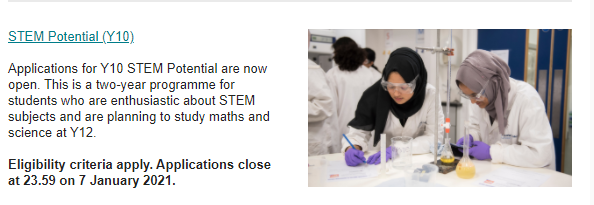 STEM Potential (Y10)
Applications for Y10 STEM Potential are now
open. This is a two-year programme for
students who are enthusiastic about STEM
subjects and are planning to study maths and
science at Y12.
Eligibility criteria apply. Applications close
at 23.59 on 7 January 2021.